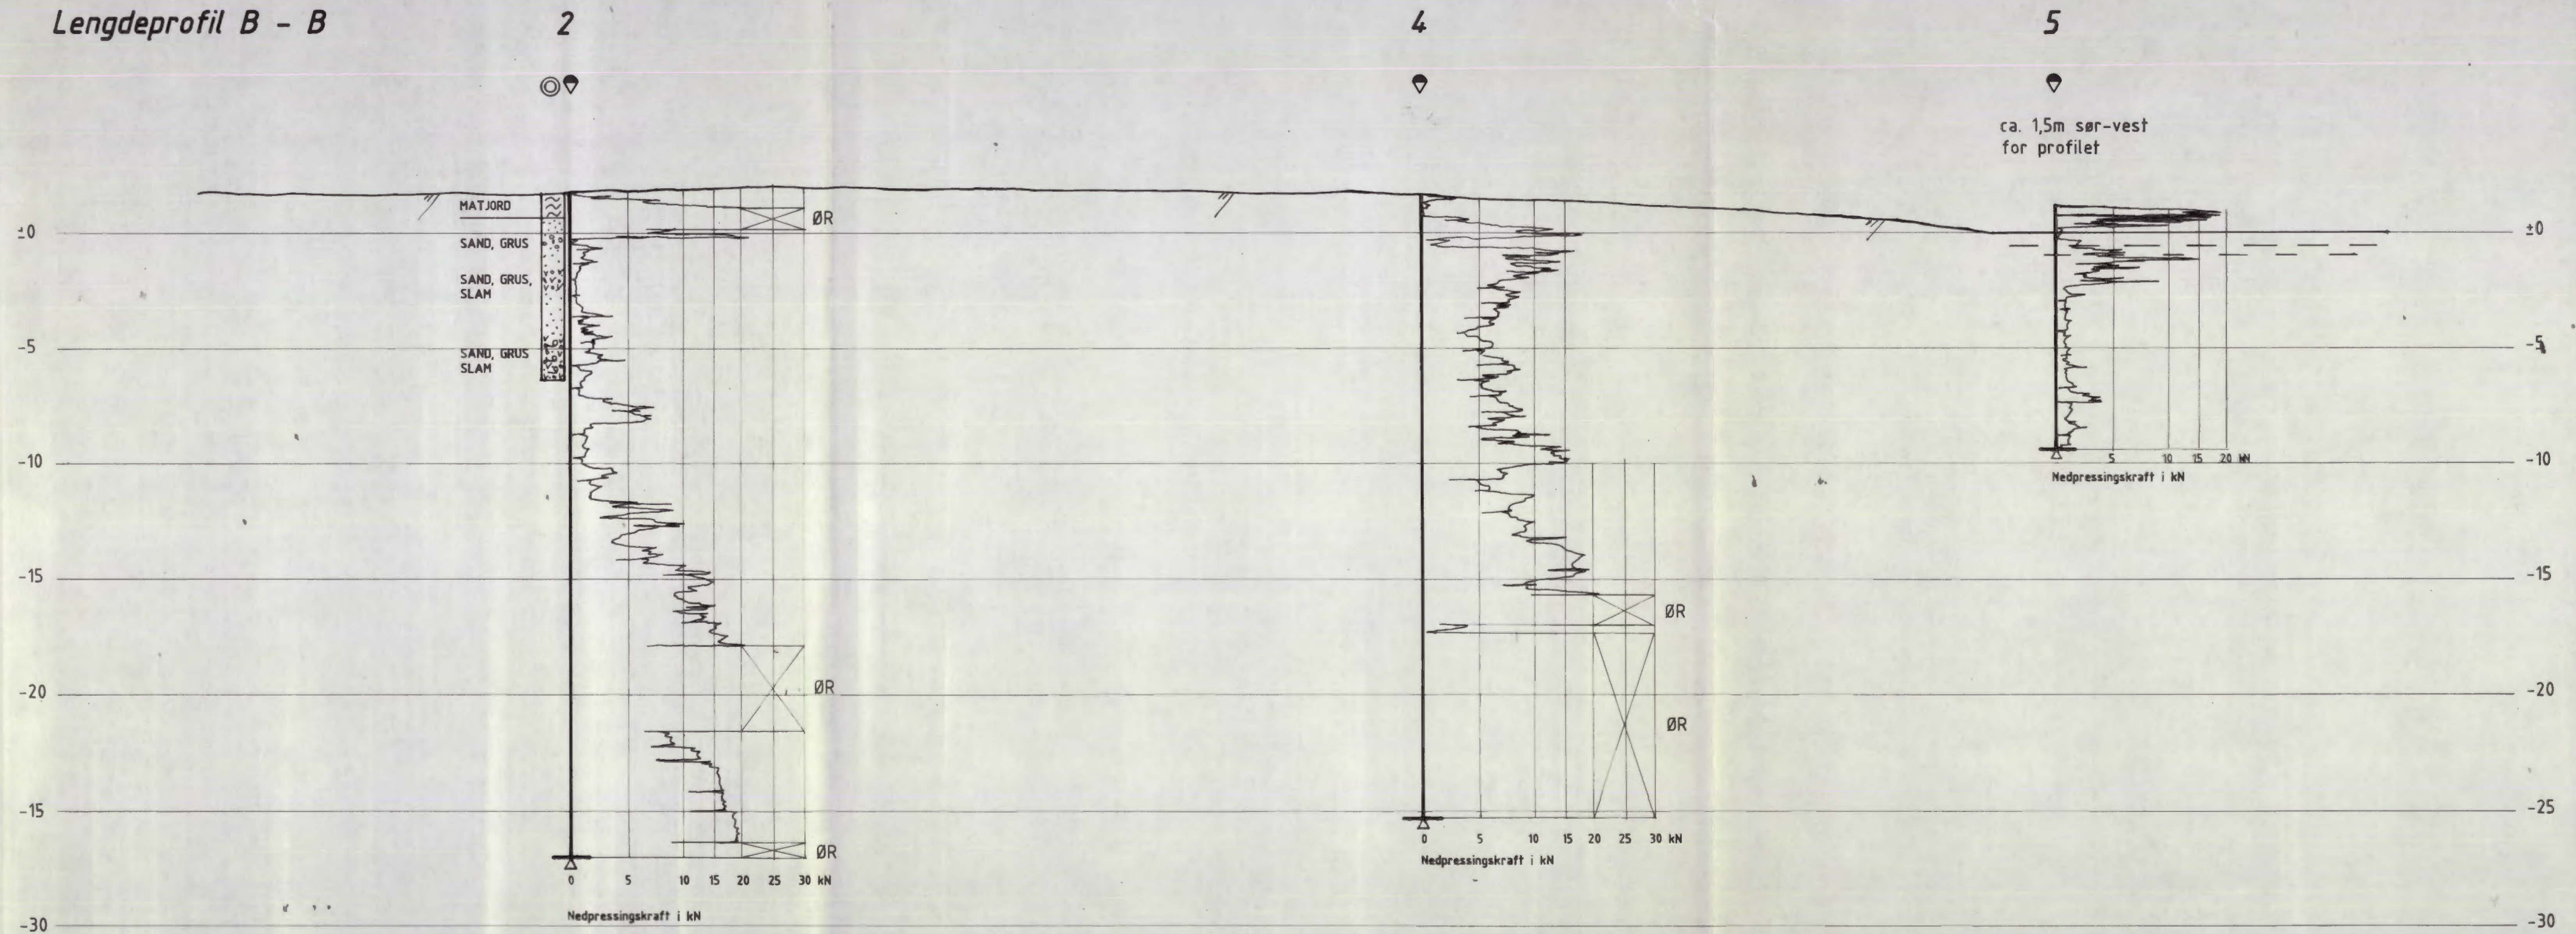 Lengdeprofil B - B
2
4
5
ca. 1,5m sør-vest
for profilet
MATJORD
ØR
±0
SAND, GRUS
±0
SAND, GRUS,
SLAM
-5
SAND, GRUS
SLAM
-5
-10
-10
5 10 15 20 kN
Nedpressingskraft i kN
-15
-15
ØR
-20
ØR
-20
ØR
-15
-25
0 5 10 15 20 25 30 kN
Nedpressingskraft i kN
ØR
0 5 10 15 20 25 30 kN
Nedpressingskraft i kN
-30
-30